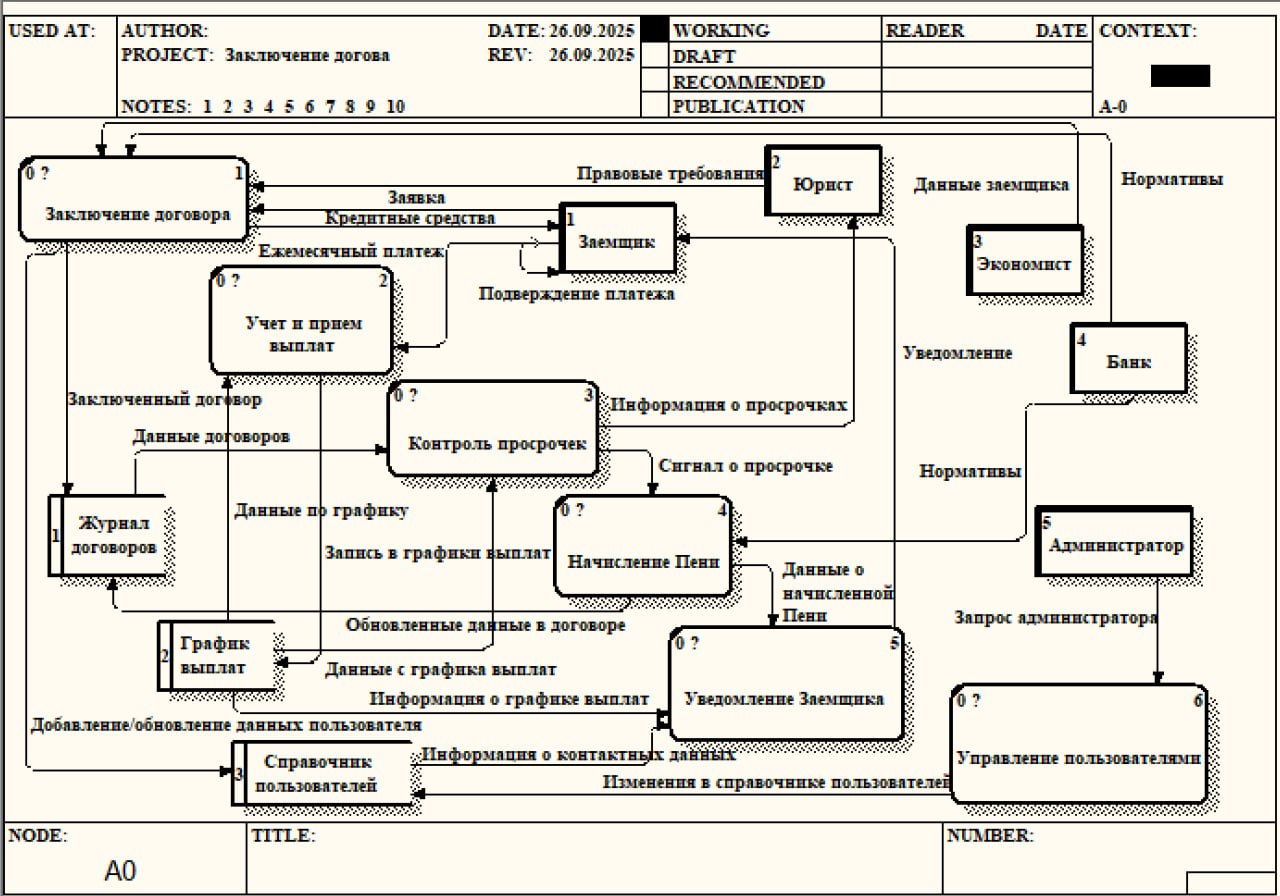 USED AT:
AUTHOR:
DATE: 26.09.2025
WORKING
READER
DATE
CONTEXT:
PROJECT: Заключение догова
REV: 26.09.2025
DRAFT
RECOMMENDED
NOTES: 1 2 3 4 5 6 7 8 9 10
PUBLICATION
A-0
0 ?
1
Заключение договора
Правовые требования
2
Юрист
Данные заемщика
Нормативы
Заявка
Кредитные средства
1
Заемщик
3
Экономист
Ежемесячный платеж
Подверждение платежа
0 ?
2
Учет и прием
выплат
Уведомление
4
Банк
Заключенный договор
0 ?
3
Контроль просрочек
Информация о просрочках
Данные договоров
Сигнал о просрочке
Нормативы
1
Журнал
договоров
Данные по графику
0 ?
4
Начисление Пени
5
Администратор
Запись в графики выплат
Данные о
начисленной
Пени
Запрос администратора
Обновленные данные в договоре
2
График
выплат
0 ?
5
Уведомление Заемщика
Данные с графика выплат
Информация о графике выплат
0 ?
6
Управление пользователями
Добавление/обновление данных пользователя
3
Справочник
пользователей
Информация о контактных данных
Изменения в справочнике пользователей
NODE:
TITLE:
NUMBER:
A0